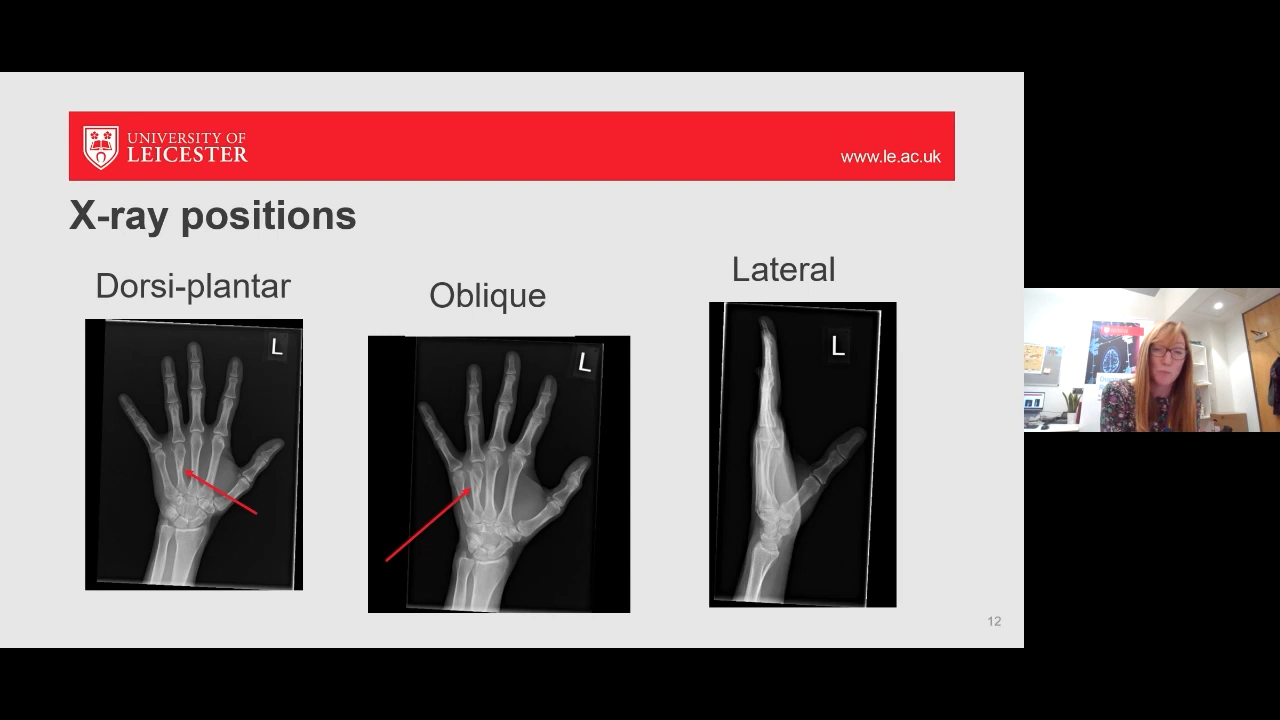 UNIVERSITY OF
LEICESTER
www.le.ac.uk
X-ray positions
Dorsi-plantar
Oblique
Lateral
L
L
L
12